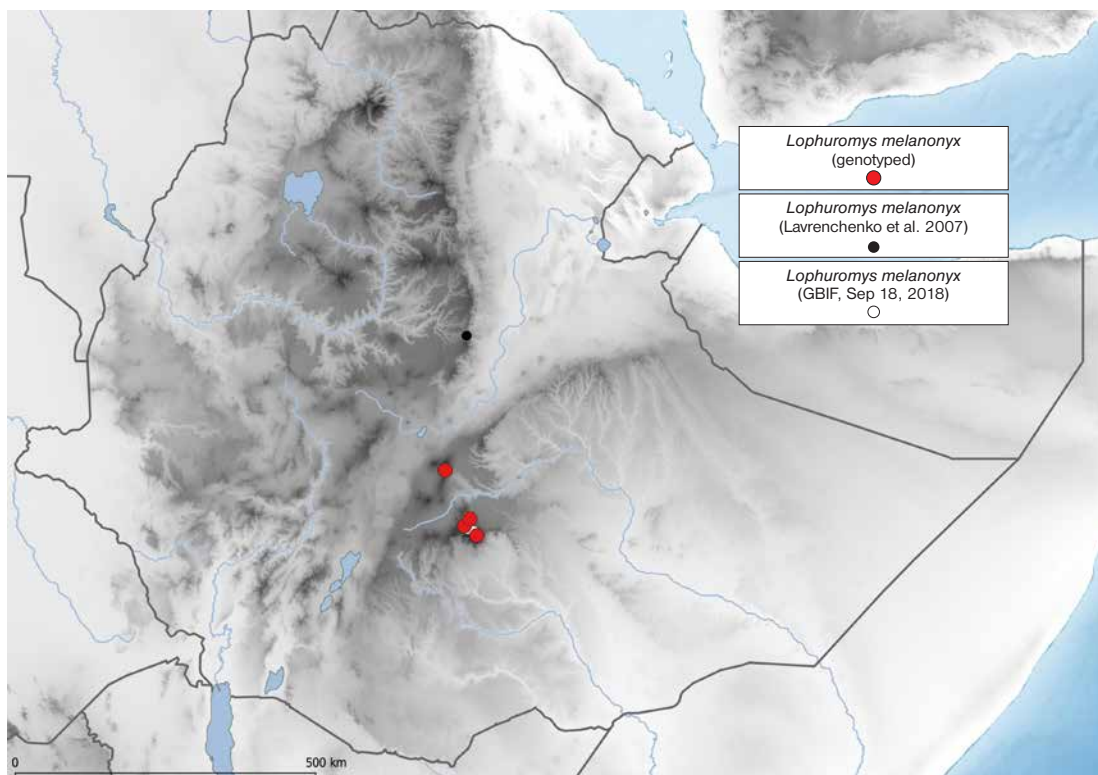 Lophuromys melanonyx
(genotyped)
Lophuromys melanonyx
(Lavrenchenko et al. 2007)
Lophuromys melanonyx
(GBIF, Sep 18, 2018)
0 500 km